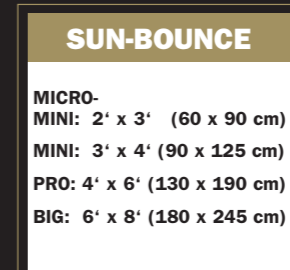 SUN-BOUNCE
MICRO-
MINI: 2‘ x 3‘ (60 x 90 cm)
MINI: 3‘ x 4‘ (90 x 125 cm)
PRO: 4‘ x 6‘ (130 x 190 cm)
BIG: 6‘ x 8‘ (180 x 245 cm)